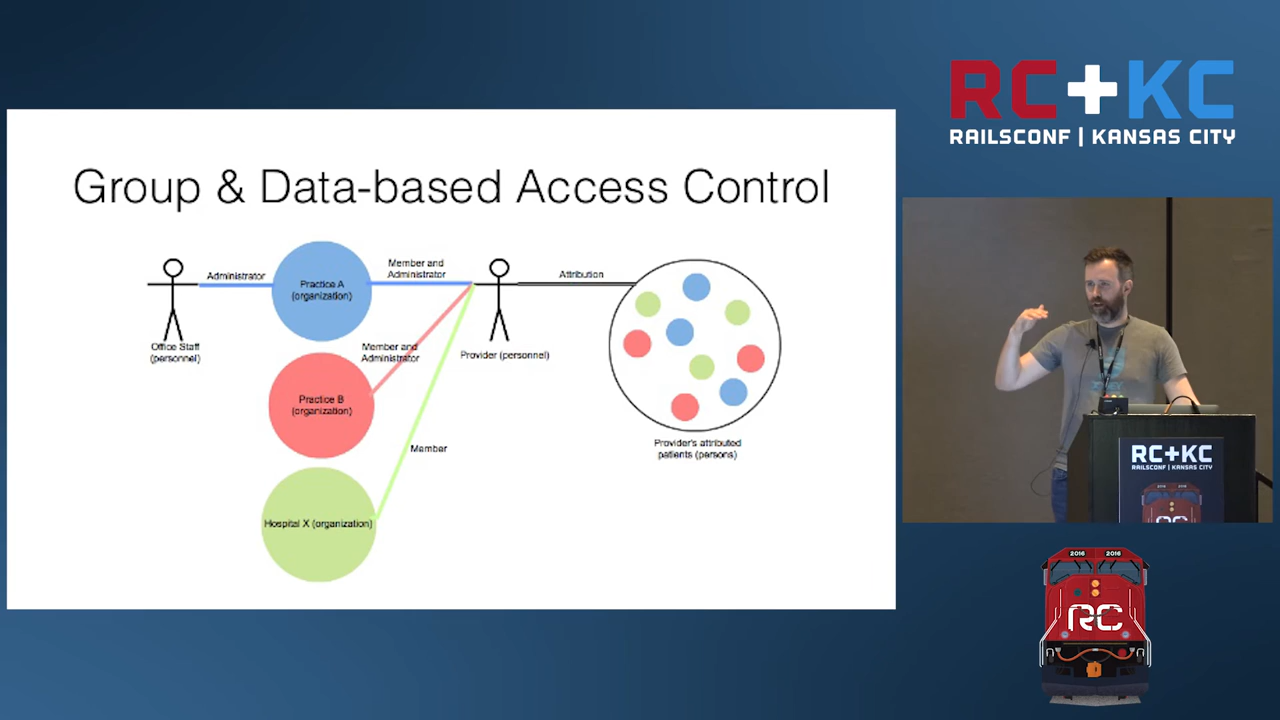 RC+KC
RAILSCONF | KANSAS CITY
Group & Data-based Access Control
Administrator
Practice A
(organization)
Member and
Administrator
Attribution
Office Staff
(personnel)
Member and
Administrator
Provider (personnel)
Practice B
(organization)
Member
Provider's attributed
patients (persons)
Hospital X (organization)
RC+KC
RAILSCONF | KANSAS CITY
RC
2016
2016
RC